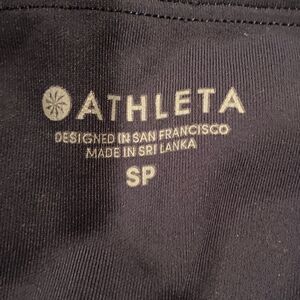 ATHLETA
DESIGNED IN SAN FRANCISCO
MADE IN SRI LANKA
SP